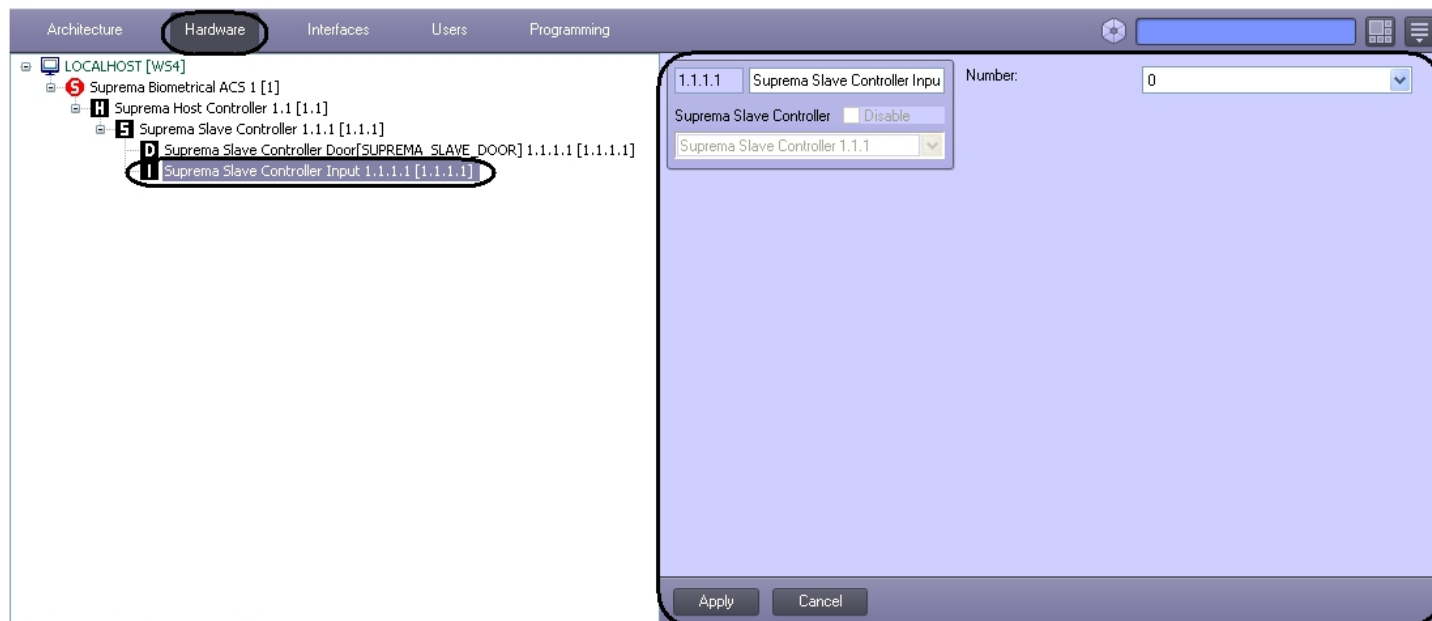 Architecture Hardware Interfaces Users Programming
LOCALHOST [WS4]
S Suprema Biometrical ACS 1 [1]
H Suprema Host Controller 1.1 [1.1]
S Suprema Slave Controller 1.1.1 [1.1.1]
D Suprema Slave Controller Door[SUPREMA_SLAVE_DOOR] 1.1.1.1 [1.1.1.1]
I Suprema Slave Controller Input 1.1.1.1 [1.1.1.1]
1.1.1.1 Suprema Slave Controller Inpu
Suprema Slave Controller Disable
Suprema Slave Controller 1.1.1
Number: 0
Apply Cancel